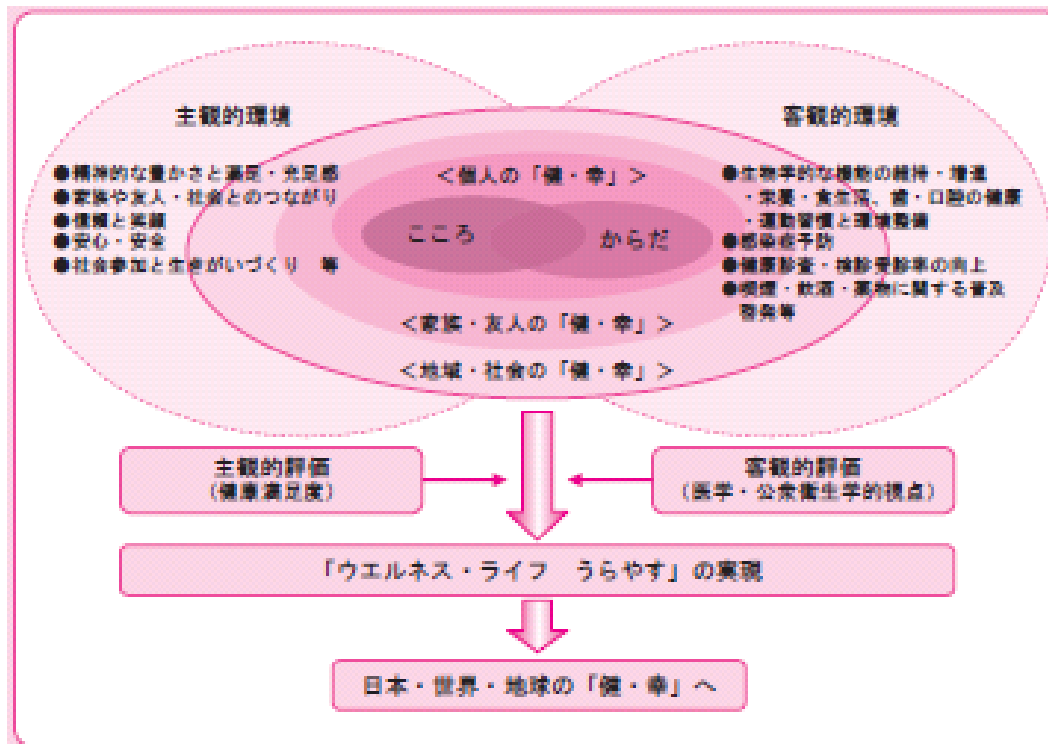 主観的環境
●精神的な豊かさと満足・充足感
●家族や友人・社会とのつながり
●信頼と笑顔
●安心・安全
●社会参加と生きがいづくり　等
客観的環境
●生物学的な機能の維持・増進
・栄養・食生活、歯・口腔の健康
・運動習慣と環境整備
●感染症予防
●健康診査・検診受診率の向上
●喫煙・飲酒・薬物に関する普及
啓発等
＜個人の「健・幸」＞
こころ
からだ
＜家族・友人の「健・幸」＞
＜地域・社会の「健・幸」＞
主観的評価
（健康満足度）
客観的評価
（医学・公衆衛生学的視点）
「ウエルネス・ライフ　うらやす」の実現
日本・世界・地球の「健・幸」へ